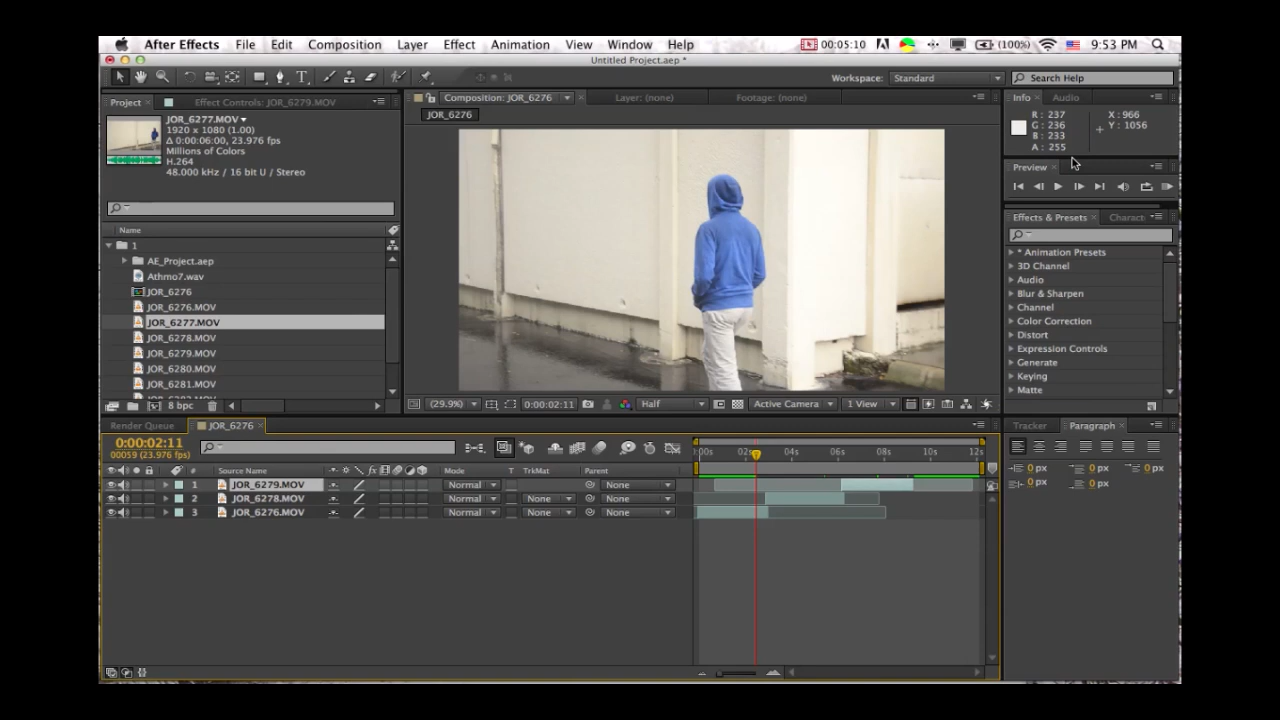 After Effects File Edit Composition Layer Effect Animation View Window Help 00:05:10 (100%) 9:53 PM
Untitled Project.aep *
Workspace: Standard Search Help
Project Effect Controls: JOR_6279.MOV
JOR_6277.MOV
1920 x 1080 (1.00)
Δ 0:00:06:00, 23.976 fps
Millions of Colors
H.264
48.000 kHz / 16 bit U / Stereo
Name
1
AE_Project.aep
Athmo7.wav
JOR_6276
JOR_6276.MOV
JOR_6277.MOV
JOR_6278.MOV
JOR_6279.MOV
JOR_6280.MOV
JOR_6281.MOV
8 bpc
Composition: JOR_6276 Layer: (none) Footage: (none)
JOR_6276
(29.9%) 0:00:02:11 Half Active Camera 1 View
Info Audio
R : 237 X : 966
G : 236 Y : 1056
B : 233
A : 255
Preview
Effects & Presets Charact
* Animation Presets
3D Channel
Audio
Blur & Sharpen
Channel
Color Correction
Distort
Expression Controls
Generate
Keying
Matte
Render Queue JOR_6276
0:00:02:11
00059 (23.976 fps)
:00s 02s 04s 06s 08s 10s 12s
# Source Name Mode T TrkMat Parent
1 JOR_6279.MOV Normal None
2 JOR_6278.MOV Normal None None
3 JOR_6276.MOV Normal None None
Tracker Paragraph
0 px 0 px 0 px
0 px 0 px